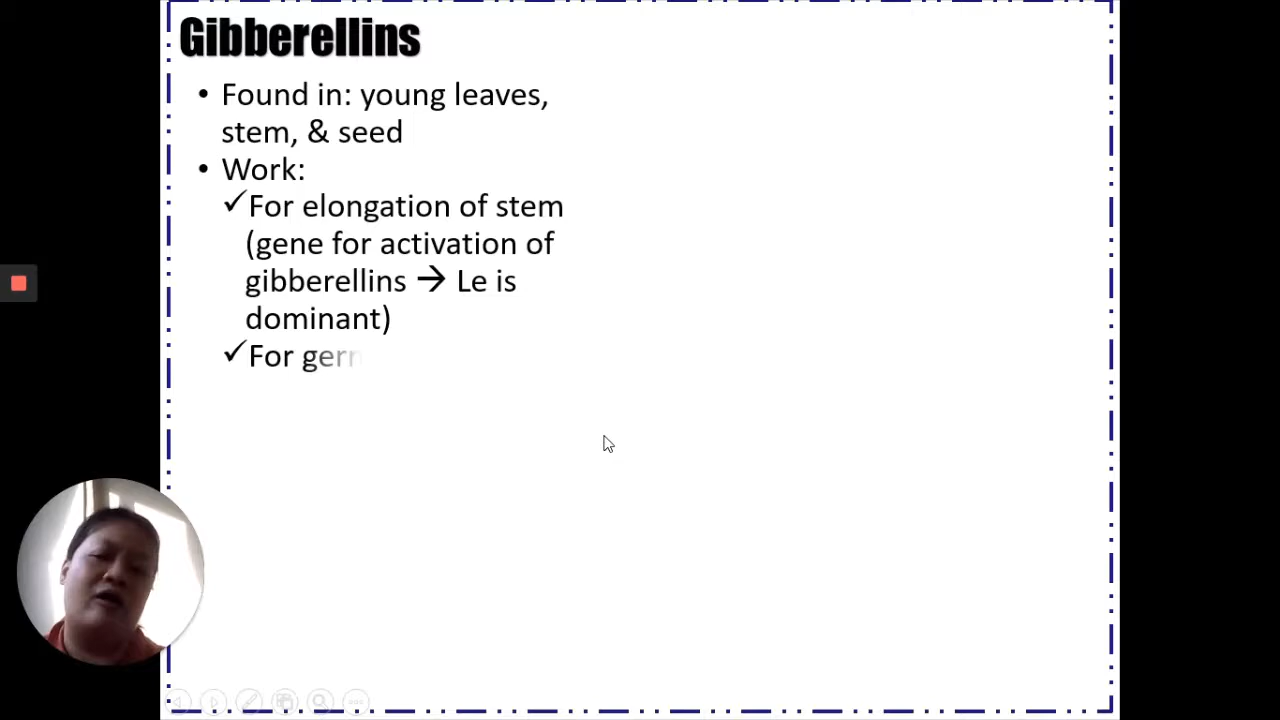 Gibberellins
• Found in: young leaves,
stem, & seed
• Work:
✓For elongation of stem
(gene for activation of
gibberellins → Le is
dominant)
✓For ger